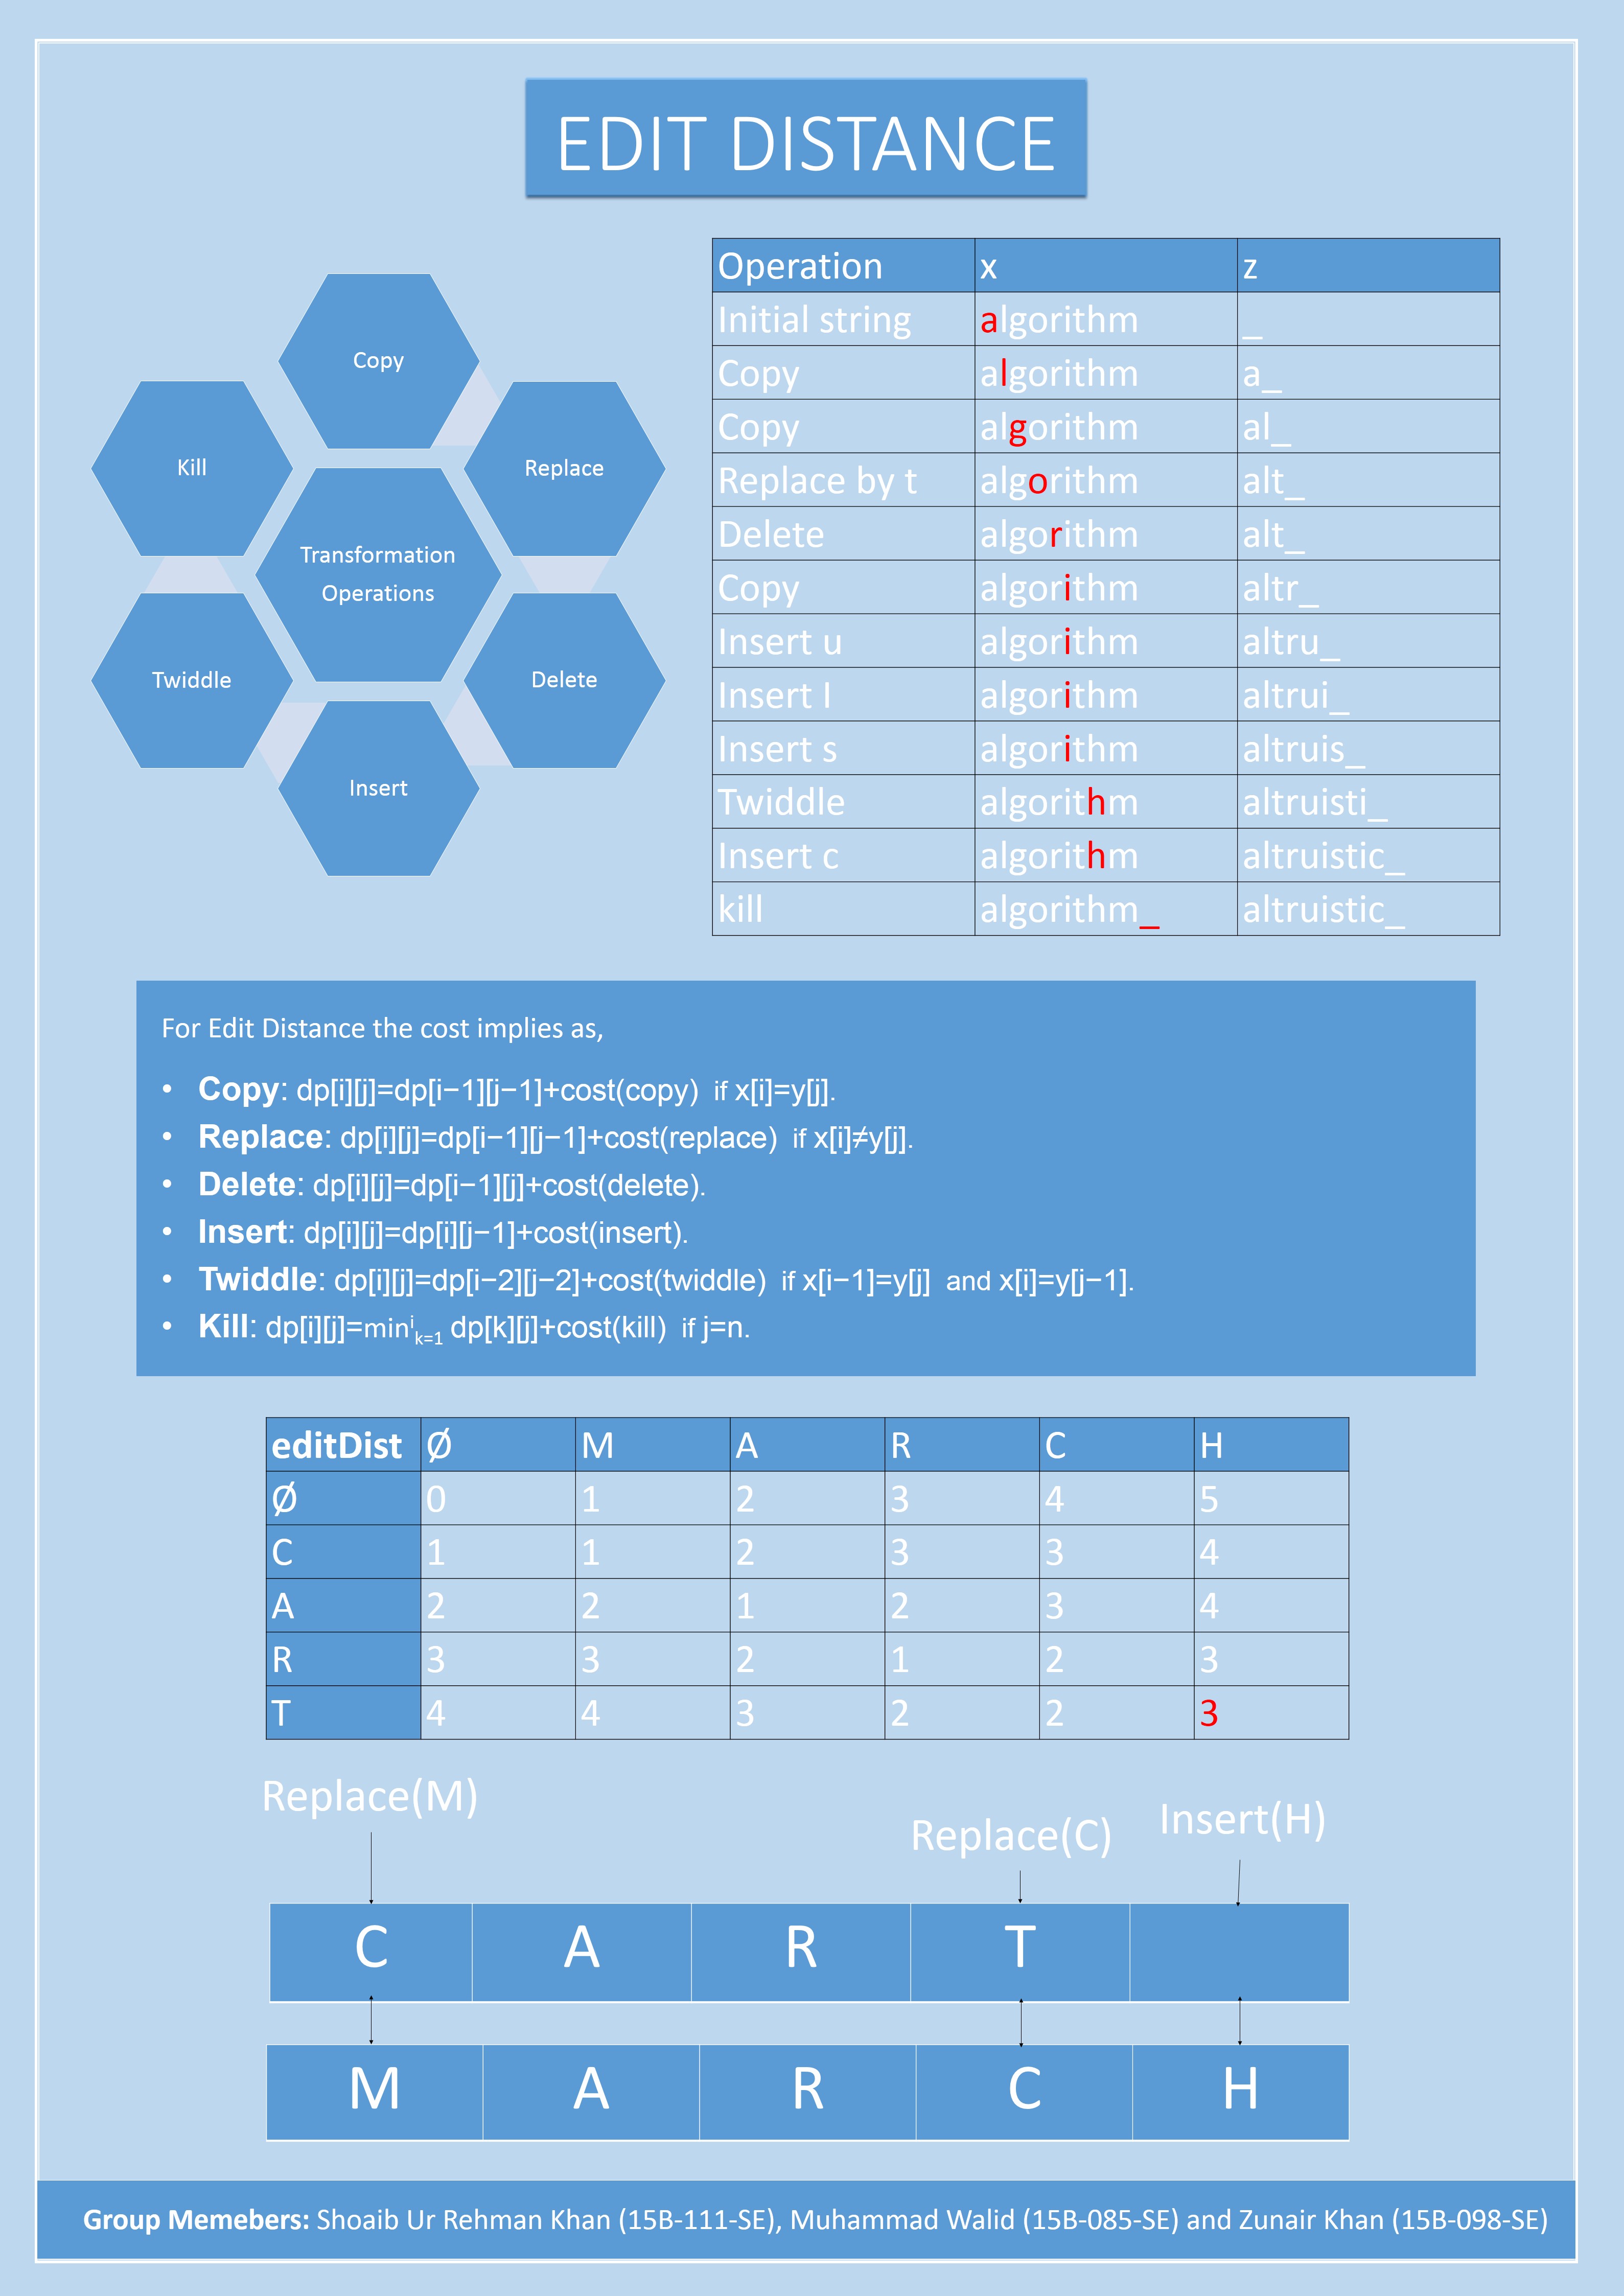 EDIT DISTANCE
Copy
Replace
Kill
Transformation
Operations
Twiddle
Delete
Insert
Operation x z
Initial string algorithm _
Copy algorithm a_
Copy algorithm al_
Replace by t algorithm alt_
Delete algorithm alt_
Copy algorithm altr_
Insert u algorithm altru_
Insert I algorithm altrui_
Insert s algorithm altruis_
Twiddle algorithm altruisti_
Insert c algorithm altruistic_
kill algorithm_ altruistic_
For Edit Distance the cost implies as,
• Copy: dp[i][j]=dp[i−1][j−1]+cost(copy) if x[i]=y[j].
• Replace: dp[i][j]=dp[i−1][j−1]+cost(replace) if x[i]≠y[j].
• Delete: dp[i][j]=dp[i−1][j]+cost(delete).
• Insert: dp[i][j]=dp[i][j−1]+cost(insert).
• Twiddle: dp[i][j]=dp[i−2][j−2]+cost(twiddle) if x[i−1]=y[j] and x[i]=y[j−1].
• Kill: dp[i][j]=minⁱk=1 dp[k][j]+cost(kill) if j=n.
editDist Ø M A R C H
Ø 0 1 2 3 4 5
C 1 1 2 3 3 4
A 2 2 1 2 3 4
R 3 3 2 1 2 3
T 4 4 3 2 2 3
Replace(M)
Replace(C)
Insert(H)
C A R T
M A R C H
Group Memebers: Shoaib Ur Rehman Khan (15B-111-SE), Muhammad Walid (15B-085-SE) and Zunair Khan (15B-098-SE)